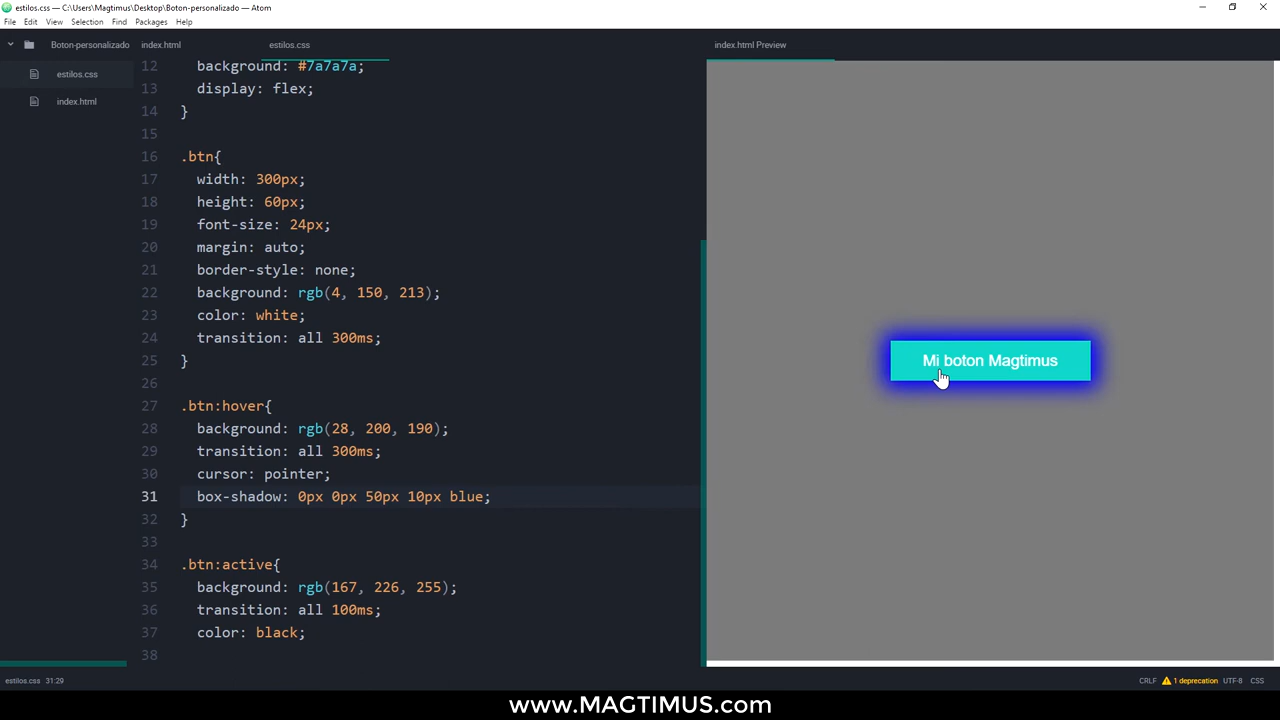 estilos.css — C:\Users\Magtimus\Desktop\Boton-personalizado — Atom
File Edit View Selection Find Packages Help
Boton-personalizado
estilos.css
index.html
index.html estilos.css
12 background: #7a7a7a;
13 display: flex;
14 }
15
16 .btn{
17 width: 300px;
18 height: 60px;
19 font-size: 24px;
20 margin: auto;
21 border-style: none;
22 background: rgb(4, 150, 213);
23 color: white;
24 transition: all 300ms;
25 }
26
27 .btn:hover{
28 background: rgb(28, 200, 190);
29 transition: all 300ms;
30 cursor: pointer;
31 box-shadow: 0px 0px 50px 10px blue;
32 }
33
34 .btn:active{
35 background: rgb(167, 226, 255);
36 transition: all 100ms;
37 color: black;
38
index.html Preview
Mi boton Magtimus
estilos.css 31:29
CRLF 1 deprecation UTF-8 CSS
www.MAGTIMUS.com